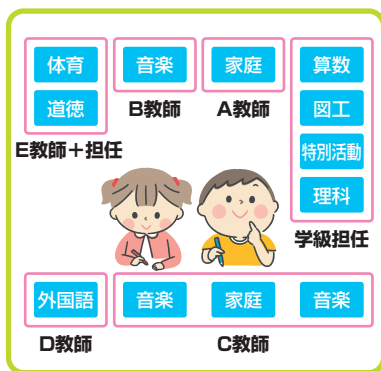 体育 音楽 家庭 算数
道徳 B教師 A教師 図工
E教師＋担任 特別活動
理科
学級担任
外国語 音楽 家庭 音楽
D教師 C教師